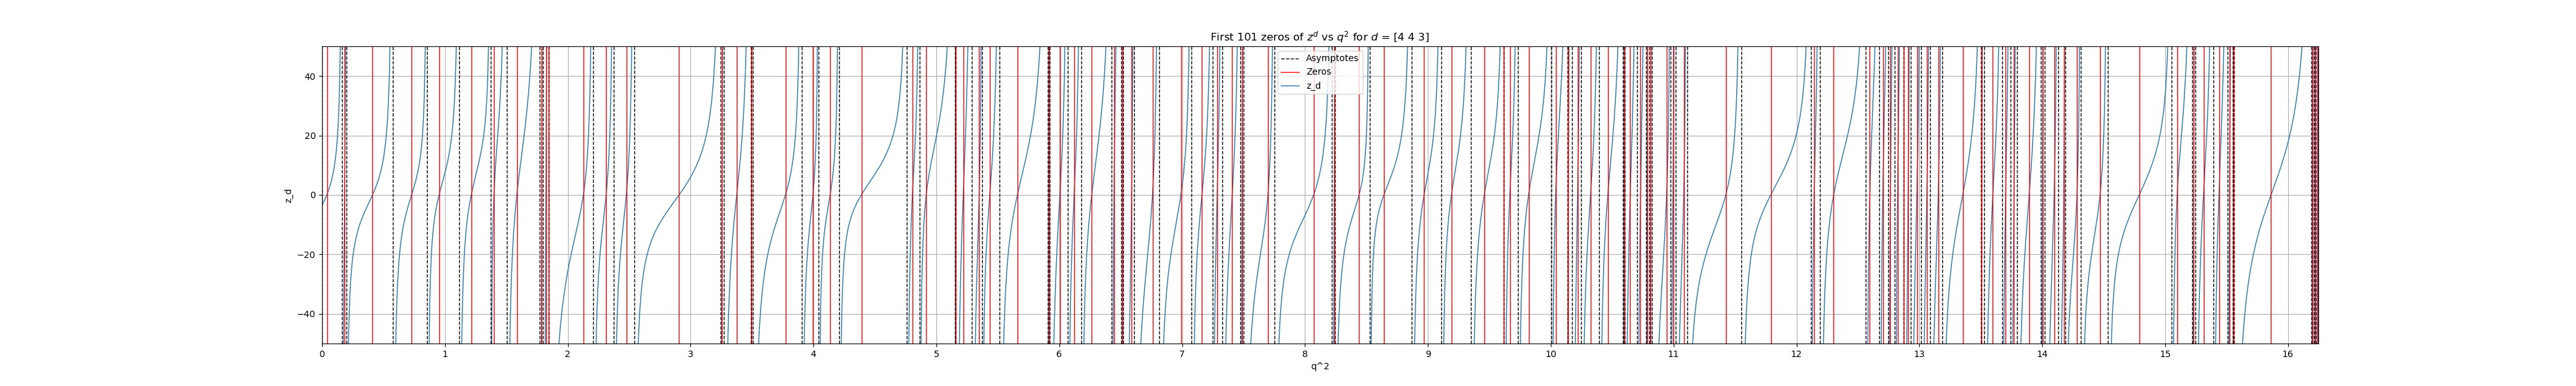 First 101 zeros of z^d vs q^2 for d = [4 4 3]
Asymptotes
Zeros
z_d
z_d
40
20
0
−20
−40
0 1 2 3 4 5 6 7 8 9 10 11 12 13 14 15 16
q^2